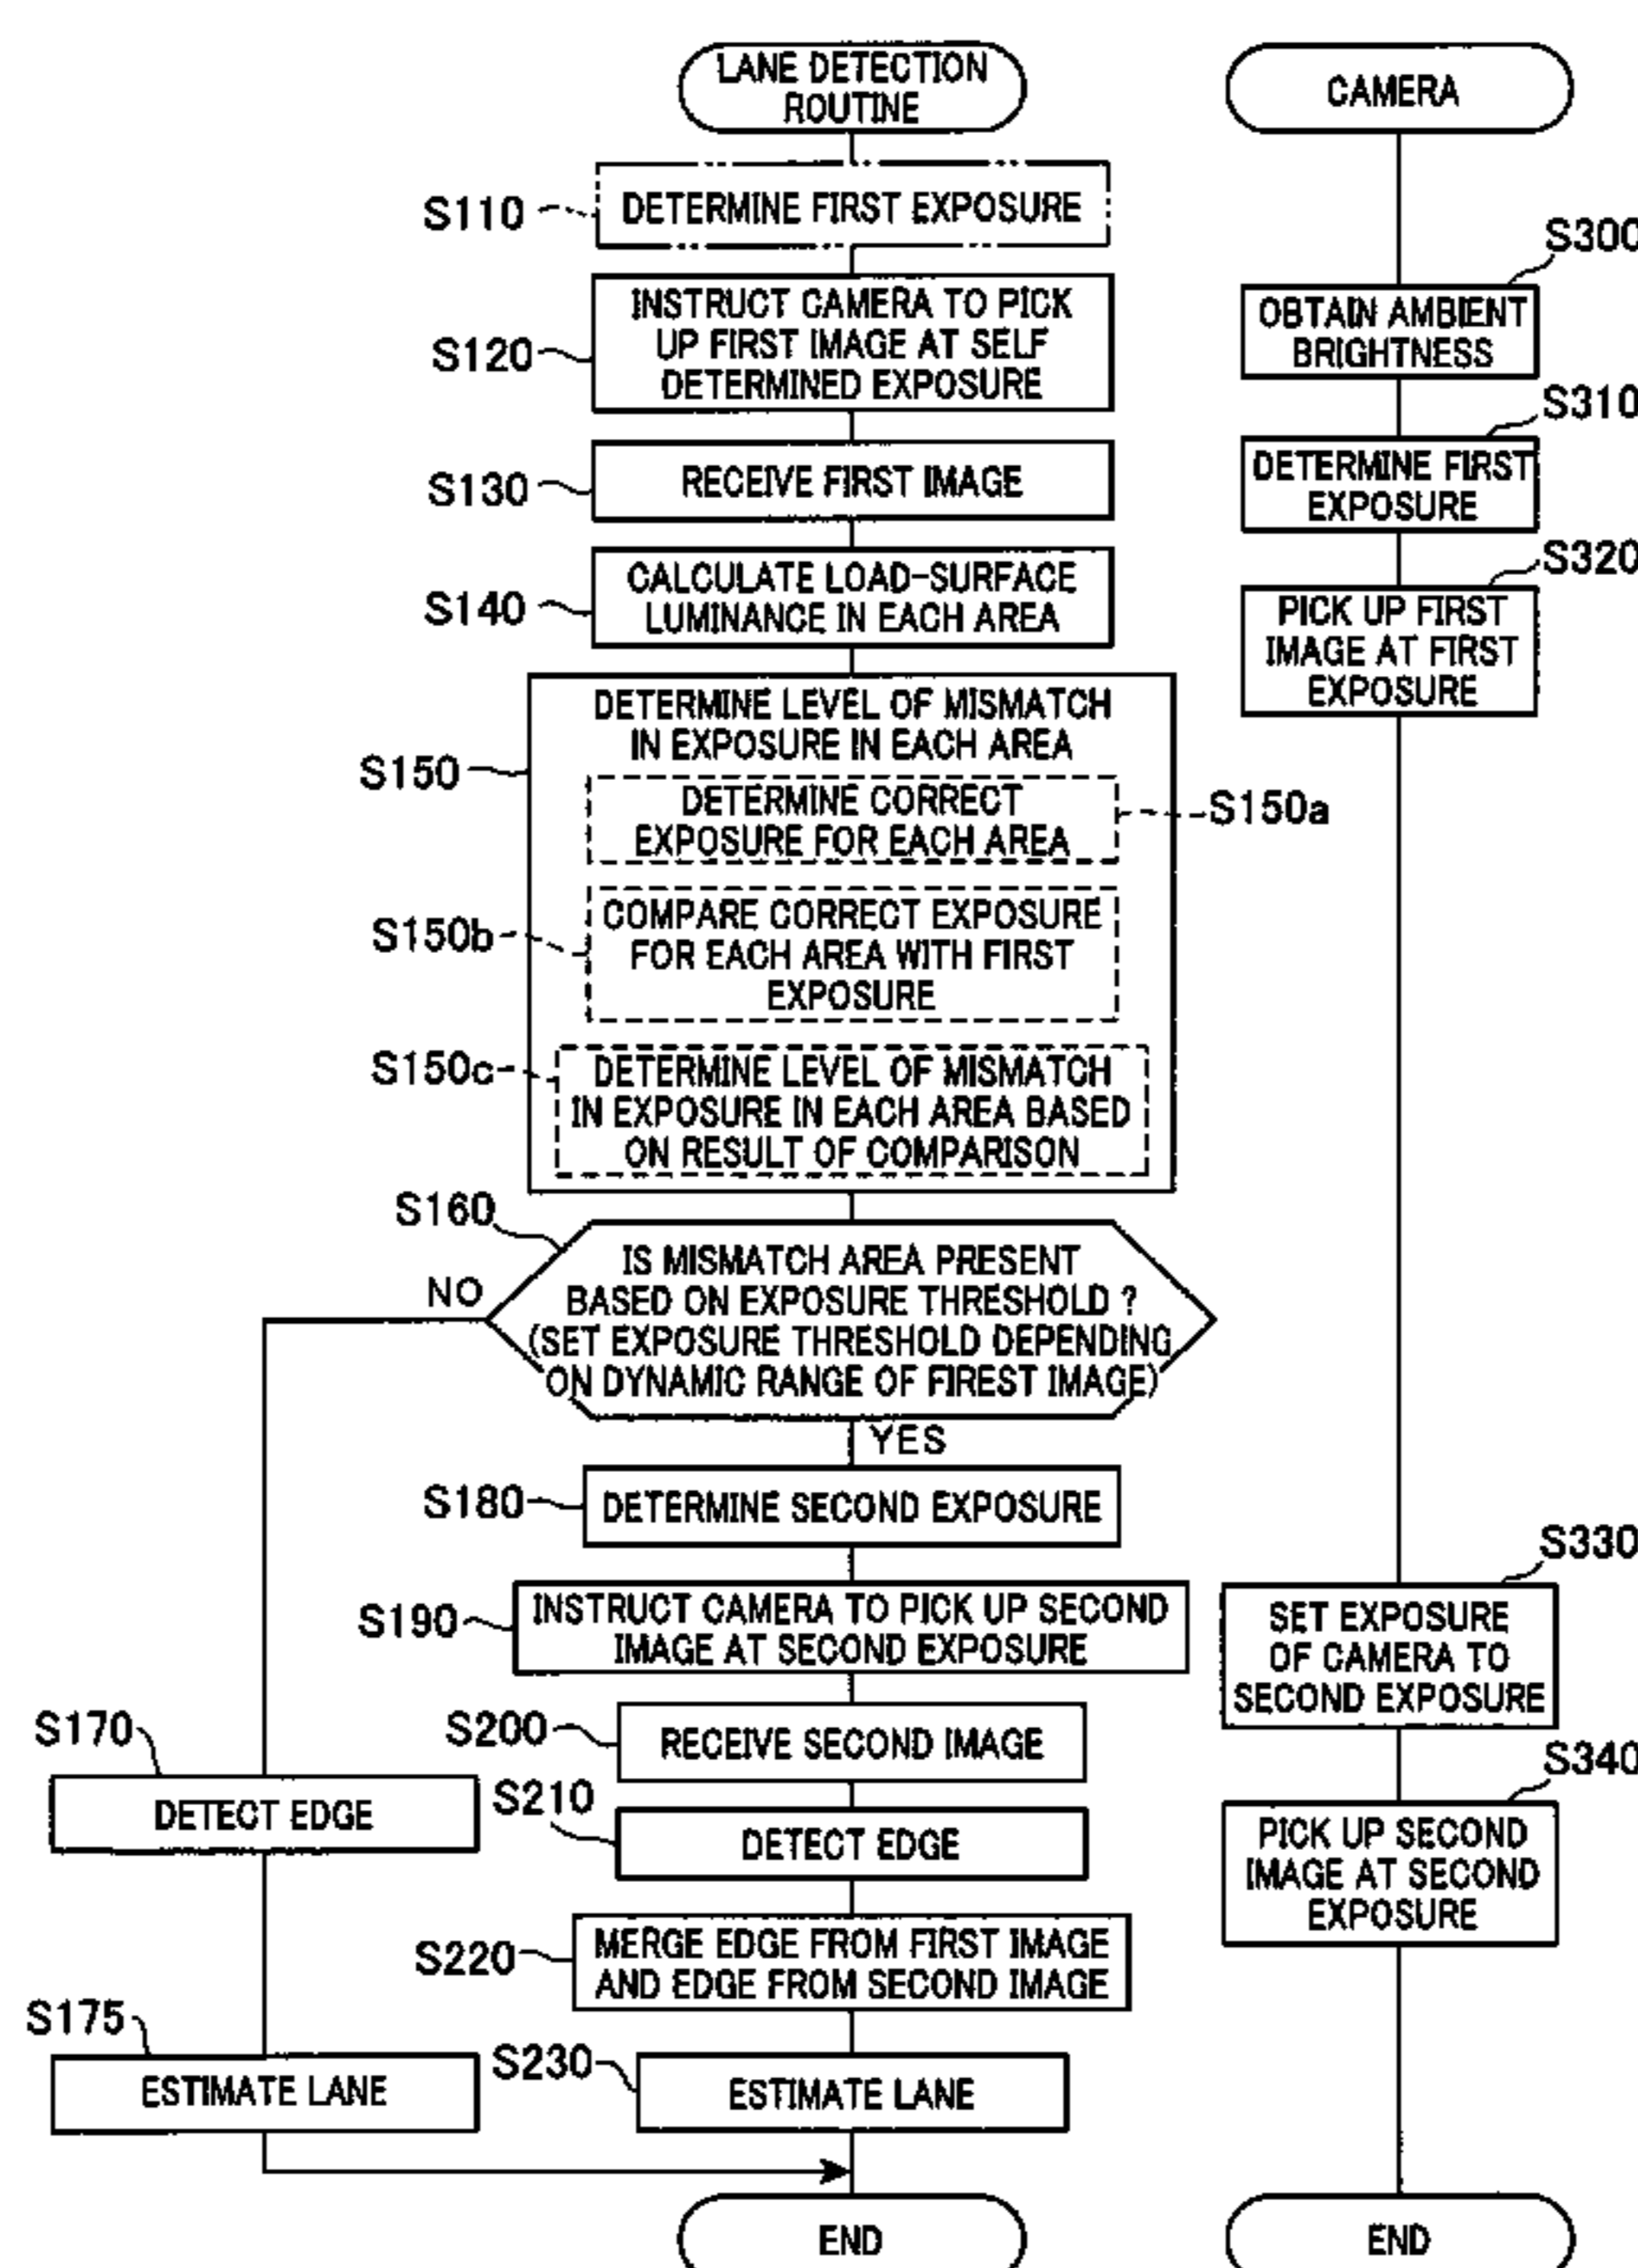 LANE DETECTION
ROUTINE
S110
DETERMINE FIRST EXPOSURE
S120
INSTRUCT CAMERA TO PICK
UP FIRST IMAGE AT SELF
DETERMINED EXPOSURE
S130
RECEIVE FIRST IMAGE
S140
CALCULATE LOAD-SURFACE
LUMINANCE IN EACH AREA
S150
DETERMINE LEVEL OF MISMATCH
IN EXPOSURE IN EACH AREA
DETERMINE CORRECT
EXPOSURE FOR EACH AREA
S150a
S150b
COMPARE CORRECT EXPOSURE
FOR EACH AREA WITH FIRST
EXPOSURE
S150c
DETERMINE LEVEL OF MISMATCH
IN EXPOSURE IN EACH AREA BASED
ON RESULT OF COMPARISON
S160
NO
IS MISMATCH AREA PRESENT
BASED ON EXPOSURE THRESHOLD ?
(SET EXPOSURE THRESHOLD DEPENDING
ON DYNAMIC RANGE OF FIREST IMAGE)
YES
S180
DETERMINE SECOND EXPOSURE
S190
INSTRUCT CAMERA TO PICK UP SECOND
IMAGE AT SECOND EXPOSURE
S170
DETECT EDGE
S200
RECEIVE SECOND IMAGE
S210
DETECT EDGE
S220
MERGE EDGE FROM FIRST IMAGE
AND EDGE FROM SECOND IMAGE
S175
ESTIMATE LANE
S230
ESTIMATE LANE
END
CAMERA
S300
OBTAIN AMBIENT
BRIGHTNESS
S310
DETERMINE FIRST
EXPOSURE
S320
PICK UP FIRST
IMAGE AT FIRST
EXPOSURE
S330
SET EXPOSURE
OF CAMERA TO
SECOND EXPOSURE
S340
PICK UP SECOND
IMAGE AT SECOND
EXPOSURE
END